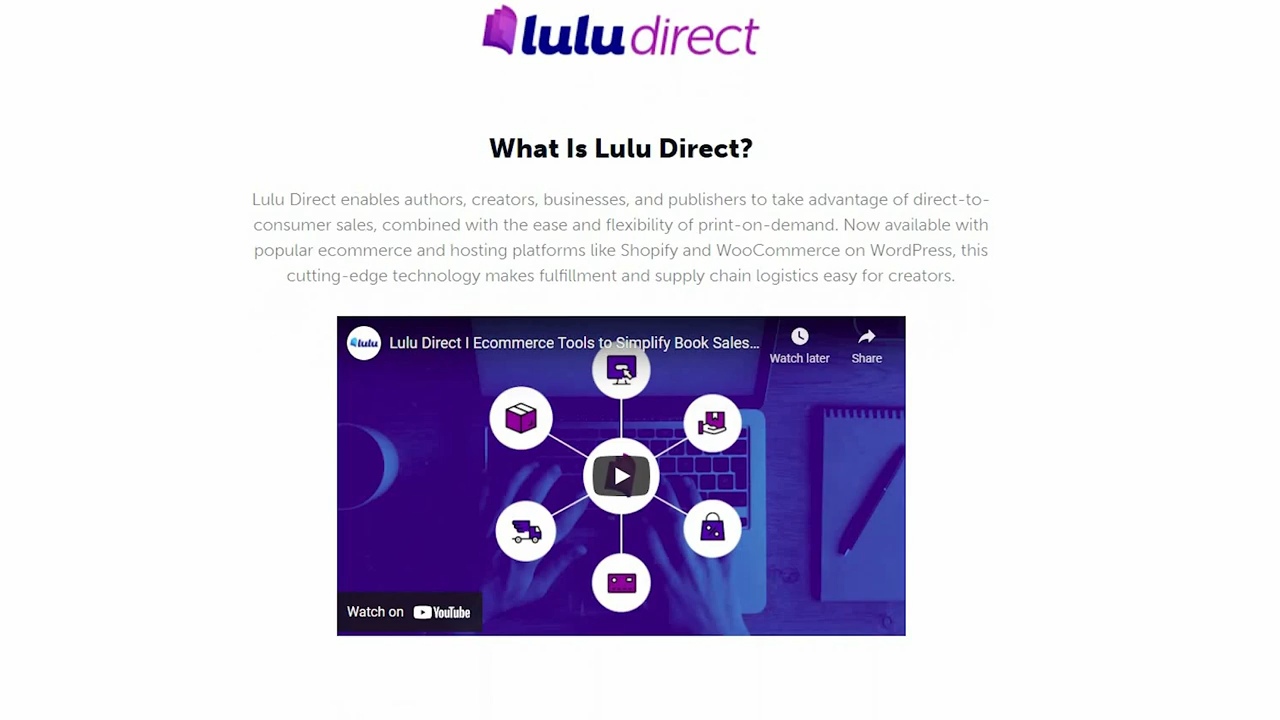 lulu direct
What Is Lulu Direct?
Lulu Direct enables authors, creators, businesses, and publishers to take advantage of direct-to-
consumer sales, combined with the ease and flexibility of print-on-demand. Now available with
popular ecommerce and hosting platforms like Shopify and WooCommerce on WordPress, this
cutting-edge technology makes fulfillment and supply chain logistics easy for creators.
lulu
Lulu Direct I Ecommerce Tools to Simplify Book Sales...
Watch later
Share
Watch on YouTube